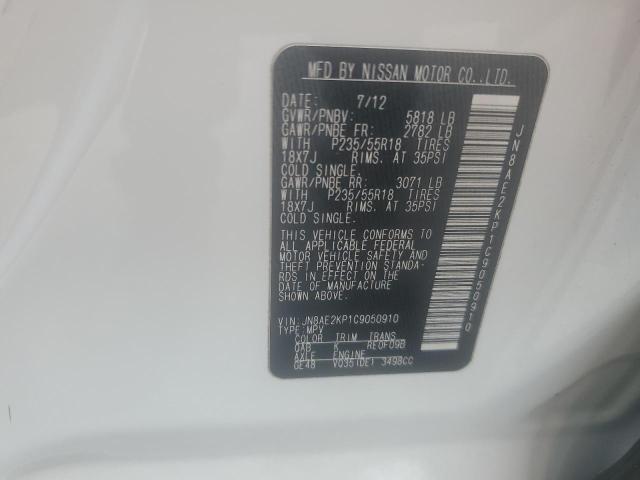 MFD BY NISSAN MOTOR CO.,LTD.
DATE: 7/12
GVWR/PNBV: 5818 LB
GAWR/PNBE FR: 2782 LB
WITH P235/55R18 TIRES
18X7J RIMS. AT 35PSI
COLD SINGLE.
GAWR/PNBE RR: 3071 LB
WITH P235/55R18 TIRES
18X7J RIMS. AT 35PSI
COLD SINGLE.
THIS VEHICLE CONFORMS TO
ALL APPLICABLE FEDERAL
MOTOR VEHICLE SAFETY AND
THEFT PREVENTION STANDA-
RDS IN EFFECT ON THE
DATE OF MANUFACTURE
SHOWN ABOVE.
VIN: JN8AE2KP1C9050910
TYPE: MPV
COLOR TRIM TRANS
QAB K RE0F09B
AXLE ENGINE
GE48 VQ35(DE) 3498CC
JN8AE2KP1C9050910